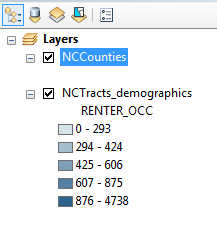 Layers
NCCounties
NCTracts_demographics
RENTER_OCC
0 - 293
294 - 424
425 - 606
607 - 875
876 - 4738